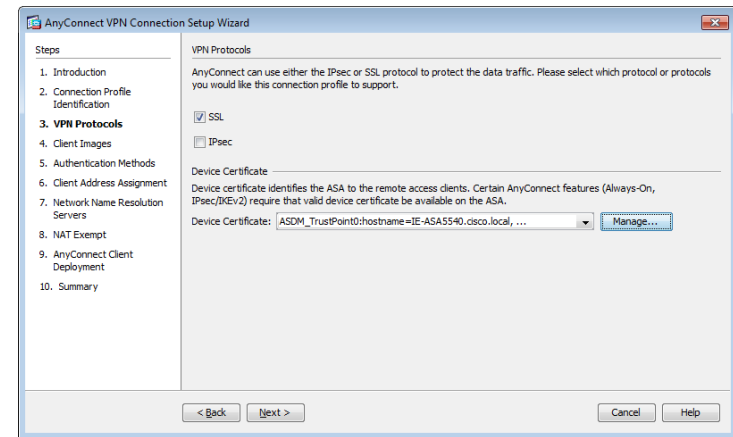 AnyConnect VPN Connection Setup Wizard
Steps
1. Introduction
2. Connection Profile
Identification
3. VPN Protocols
4. Client Images
5. Authentication Methods
6. Client Address Assignment
7. Network Name Resolution
Servers
8. NAT Exempt
9. AnyConnect Client
Deployment
10. Summary
VPN Protocols
AnyConnect can use either the IPsec or SSL protocol to protect the data traffic. Please select which protocol or protocols
you would like this connection profile to support.
SSL
IPsec
Device Certificate
Device certificate identifies the ASA to the remote access clients. Certain AnyConnect features (Always-On,
IPsec/IKEv2) require that valid device certificate be available on the ASA.
Device Certificate: ASDM_TrustPoint0:hostname=IE-ASA5540.cisco.local, ... Manage...
< Back Next > Cancel Help